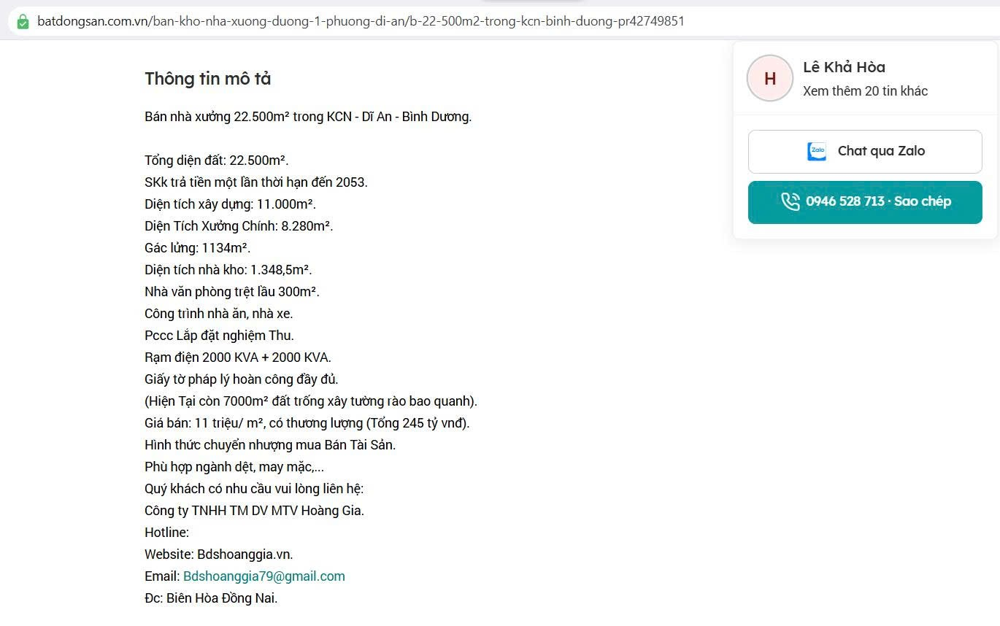 batdongsan.com.vn/ban-kho-nha-xuong-duong-1-phuong-di-an/b-22-500m2-trong-kcn-binh-duong-pr42749851
Thông tin mô tả
Bán nhà xưởng 22.500m² trong KCN - Dĩ An - Bình Dương.
Tổng diện đất: 22.500m².
SKk trả tiền một lần thời hạn đến 2053.
Diện tích xây dựng: 11.000m².
Diện Tích Xưởng Chính: 8.280m².
Gác lửng: 1134m².
Diện tích nhà kho: 1.348,5m².
Nhà văn phòng trệt lầu 300m².
Công trình nhà ăn, nhà xe.
Pccc Lắp đặt nghiệm Thu.
Rạm điện 2000 KVA + 2000 KVA.
Giấy tờ pháp lý hoàn công đầy đủ.
(Hiện Tại còn 7000m² đất trống xây tường rào bao quanh).
Giá bán: 11 triệu/ m², có thương lượng (Tổng 245 tỷ vnđ).
Hình thức chuyển nhượng mua Bán Tài Sản.
Phù hợp ngành dệt, may mặc,...
Quý khách có nhu cầu vui lòng liên hệ:
Công ty TNHH TM DV MTV Hoàng Gia.
Hotline:
Website: Bdshoanggia.vn.
Email: Bdshoanggia79@gmail.com
Đc: Biên Hòa Đồng Nai.
H
Lê Khả Hòa
Xem thêm 20 tin khác
Zalo
Chat qua Zalo
0946 528 713 · Sao chép